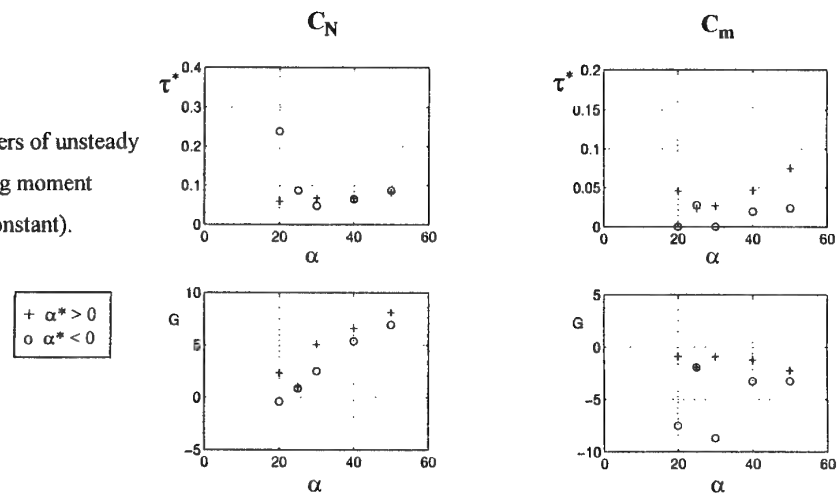 C_N
C_m
τ* 0.4
0.3
0.2
0.1
0
0 20 40 60
α
τ* 0.2
0.15
0.1
0.05
0
0 20 40 60
α
ers of unsteady
g moment
onstant).
+ α* > 0
o α* < 0
10
G
5
0
-5
0 20 40 60
α
5
G
0
-5
-10
0 20 40 60
α